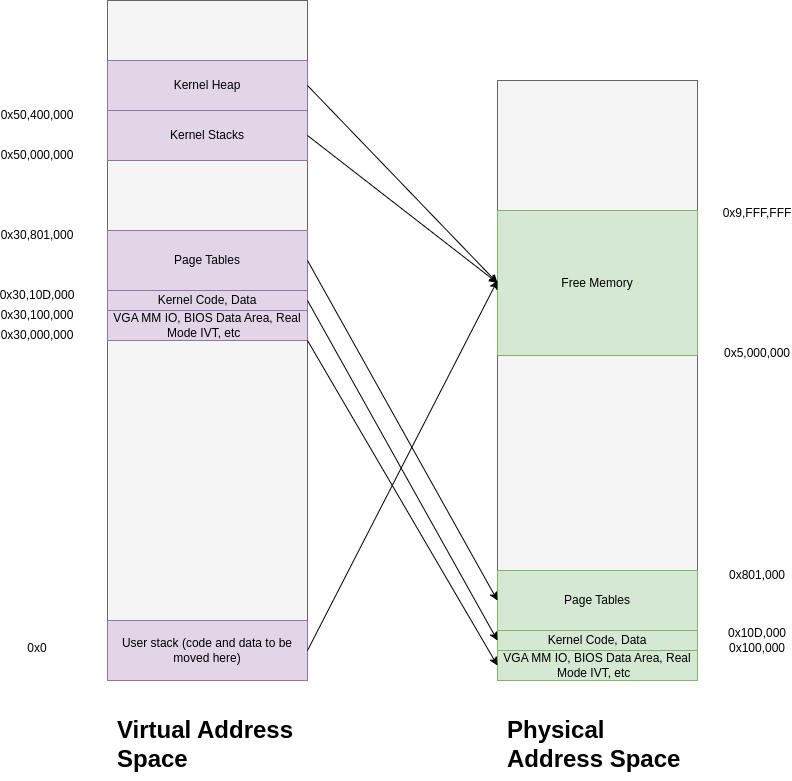 Kernel Heap
0x50,400,000
Kernel Stacks
0x50,000,000
0x30,801,000
Page Tables
0x30,10D,000
Kernel Code, Data
0x30,100,000
VGA MM IO, BIOS Data Area, Real
Mode IVT, etc
0x30,000,000
0x0
User stack (code and data to be
moved here)
Virtual Address
Space
0x9,FFF,FFF
Free Memory
0x5,000,000
0x801,000
Page Tables
0x10D,000
Kernel Code, Data
0x100,000
VGA MM IO, BIOS Data Area, Real
Mode IVT, etc
Physical
Address Space